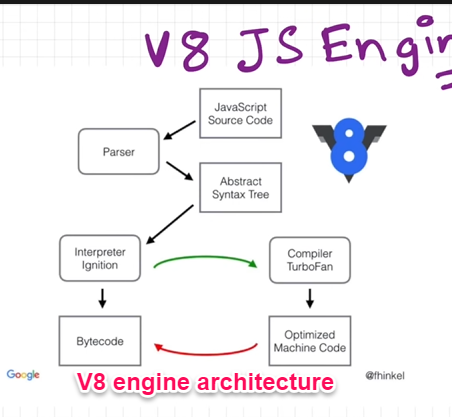 V8 JS Engin
JavaScript
Source Code
Parser
Abstract
Syntax Tree
Interpreter
Ignition
Compiler
TurboFan
Bytecode
Optimized
Machine Code
Google
V8 engine architecture
@fhinkel